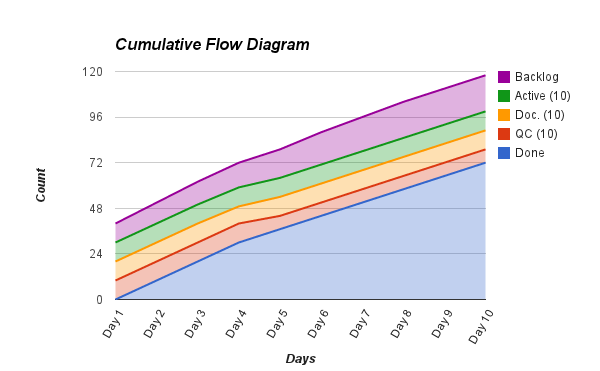 Cumulative Flow Diagram
120
96
72
48
24
0
Count
Day 1
Day 2
Day 3
Day 4
Day 5
Day 6
Day 7
Day 8
Day 9
Day 10
Days
Backlog
Active (10)
Doc. (10)
QC (10)
Done